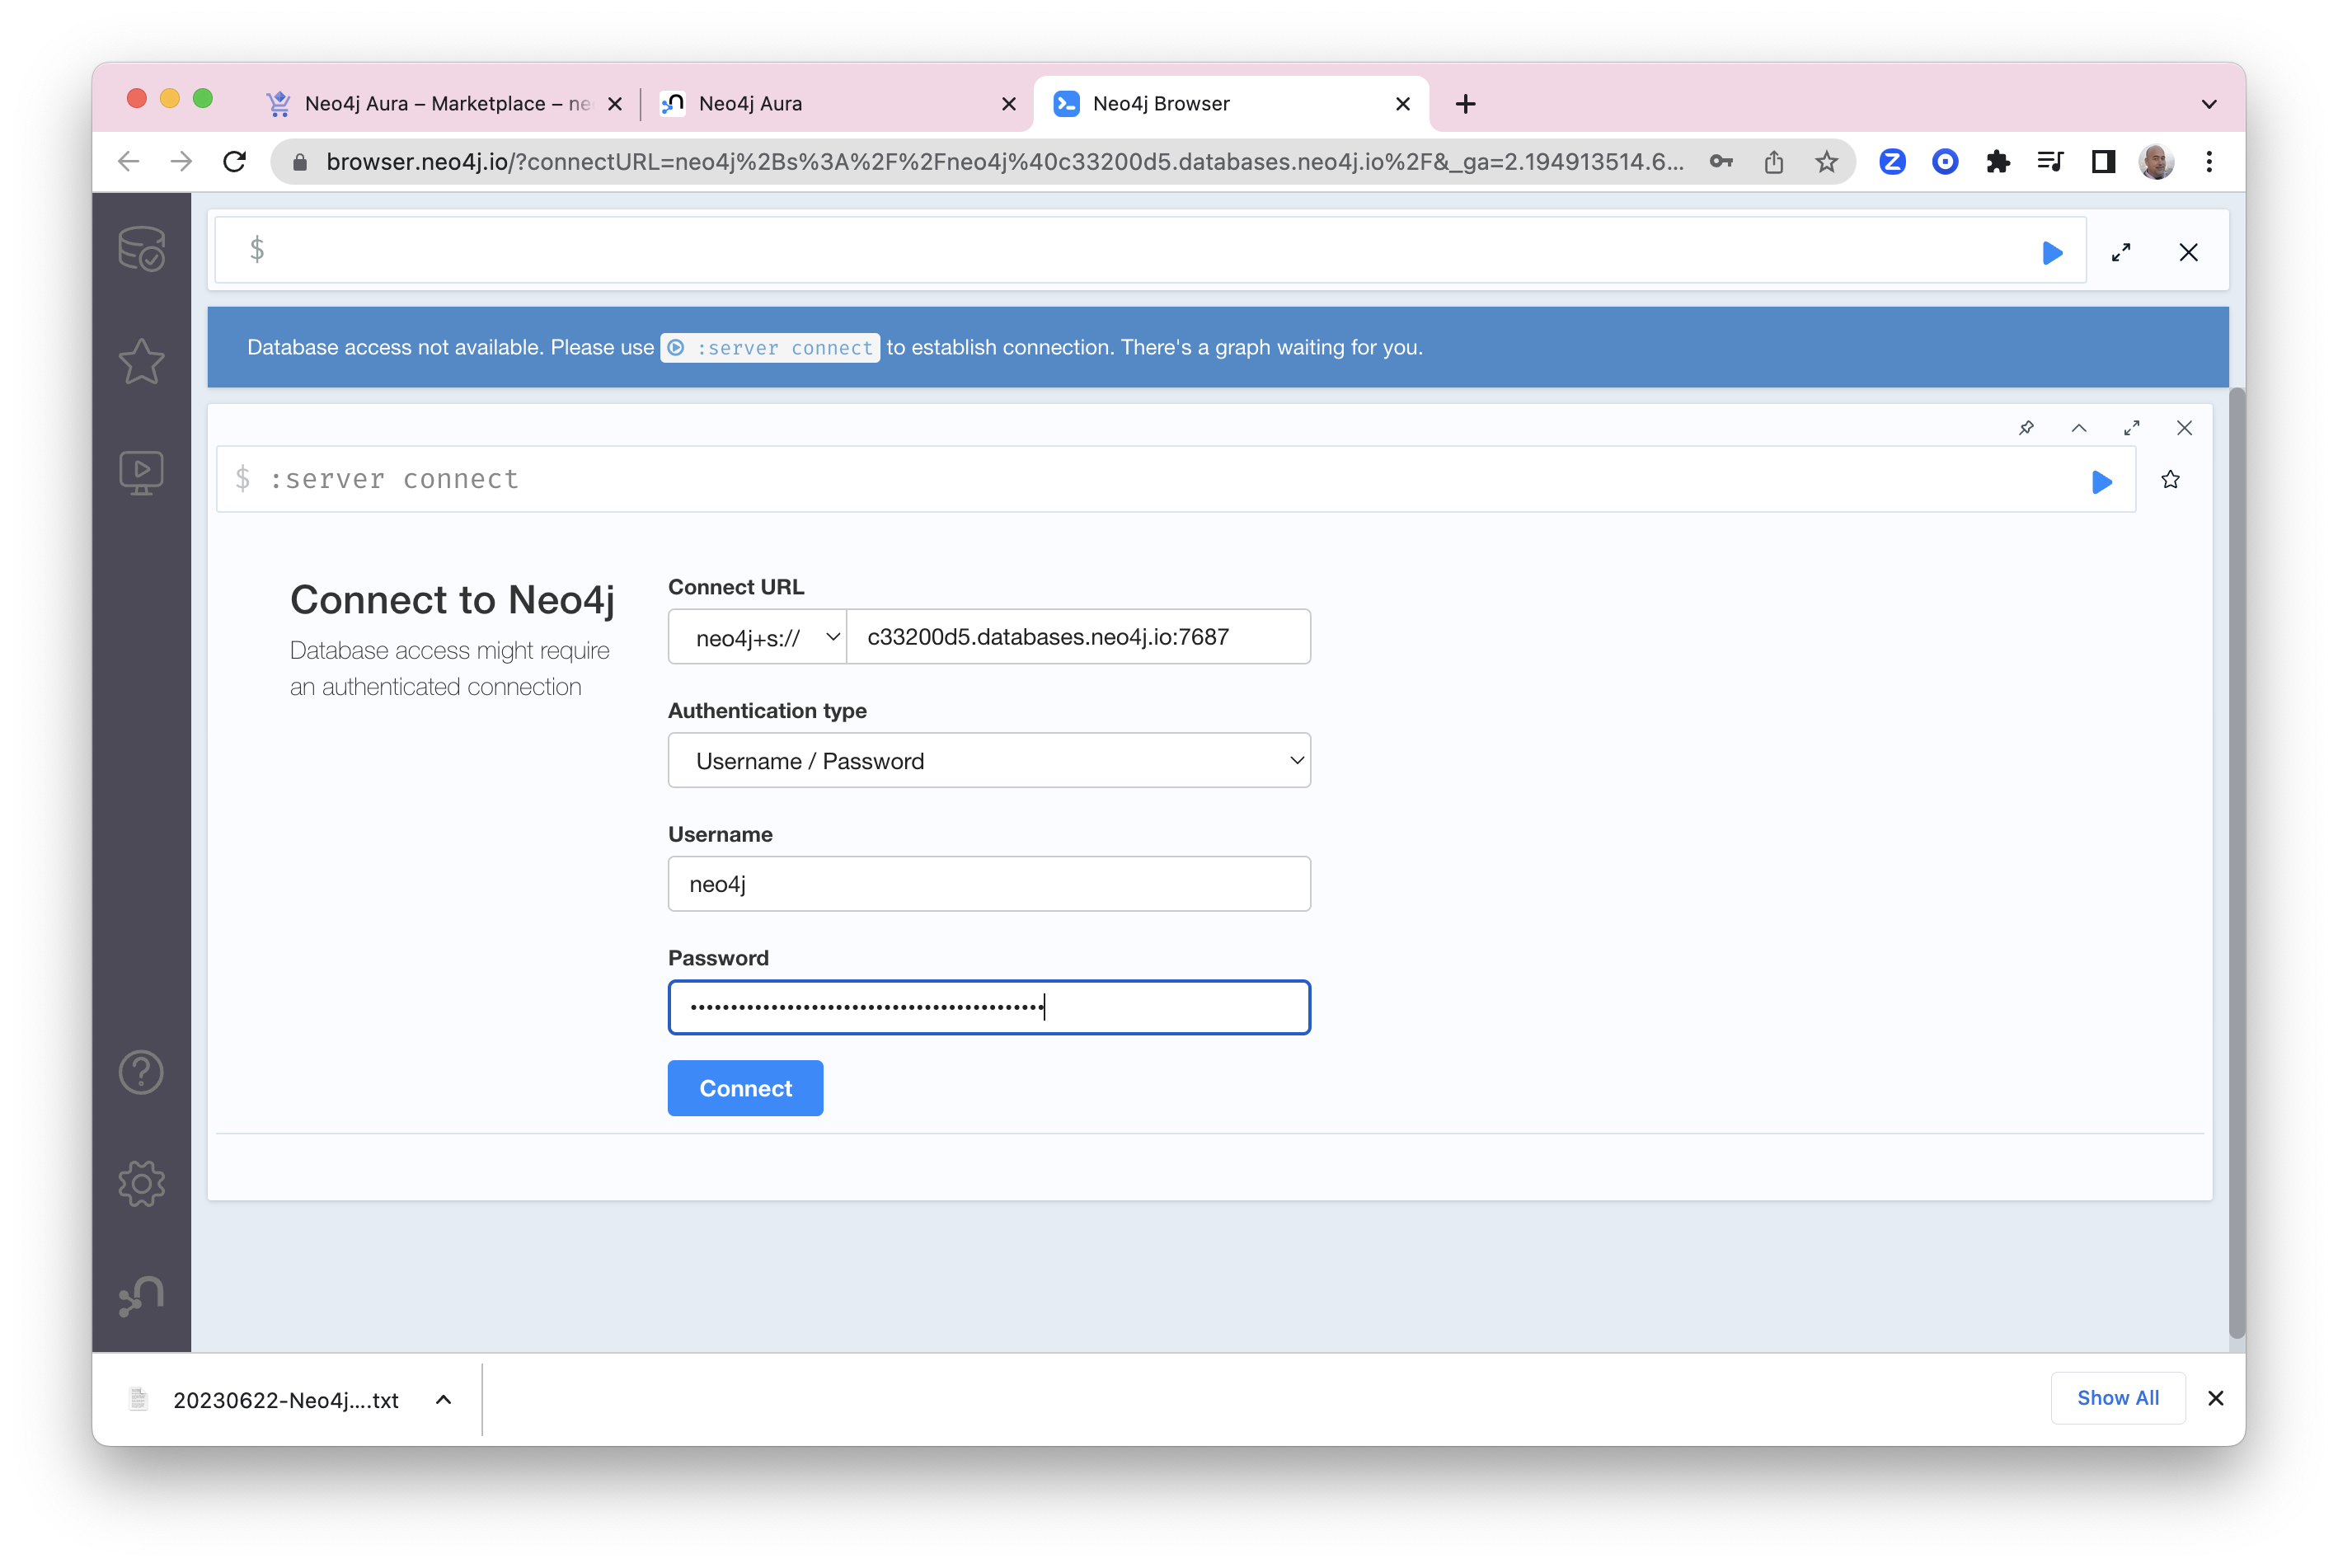 Neo4j Aura – Marketplace – ne
Neo4j Aura
Neo4j Browser
browser.neo4j.io/?connectURL=neo4j%2Bs%3A%2F%2Fneo4j%40c33200d5.databases.neo4j.io%2F&_ga=2.194913514.6...
$
Database access not available. Please use :server connect to establish connection. There's a graph waiting for you.
$ :server connect
Connect to Neo4j
Database access might require
an authenticated connection
Connect URL
neo4j+s:// c33200d5.databases.neo4j.io:7687
Authentication type
Username / Password
Username
neo4j
Password
Connect
20230622-Neo4j....txt
Show All